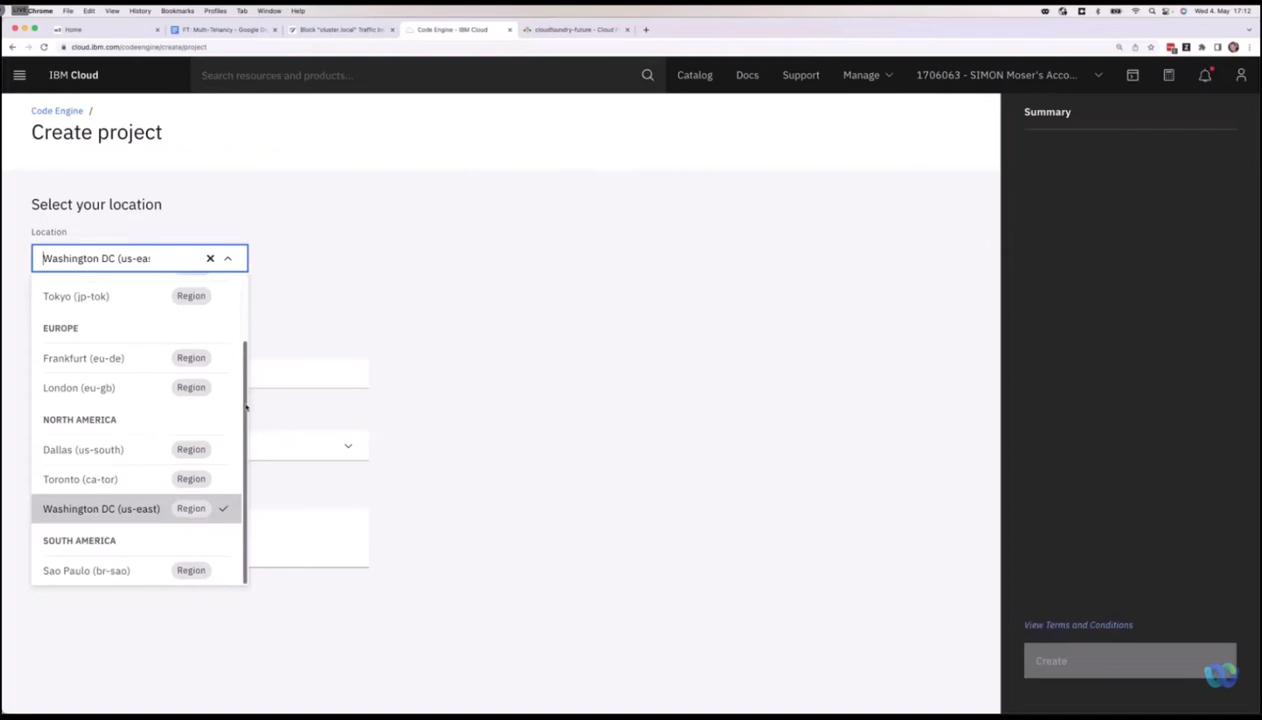 LIVE Chrome File Edit View History Bookmarks Profiles Tab Window Help Wed 4. May 17:12
Home FT: Multi-Tenancy - Google D Block "cluster.local" Traffic Code Engine - IBM Cloud cloudfoundry-future - Cloud F
cloud.ibm.com/codeengine/create/project
IBM Cloud Search resources and products... Catalog Docs Support Manage 1706063 - SIMON Moser's Acco...
Code Engine /
Create project
Summary
Select your location
Location
Washington DC (us-eas
Tokyo (jp-tok) Region
EUROPE
Frankfurt (eu-de) Region
London (eu-gb) Region
NORTH AMERICA
Dallas (us-south) Region
Toronto (ca-tor) Region
Washington DC (us-east) Region
SOUTH AMERICA
Sao Paulo (br-sao) Region
View Terms and Conditions
Create